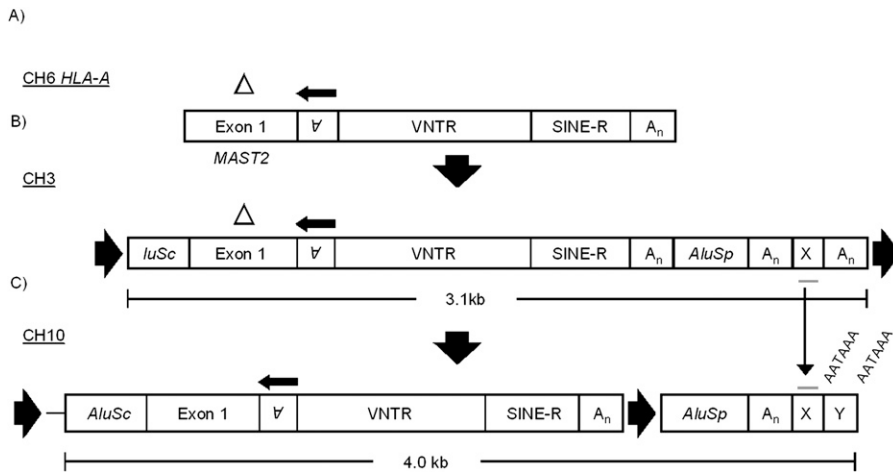 A)
CH6 HLA-A
Δ
B)
Exon 1 ∀ VNTR SINE-R An
MAST2
CH3
Δ
luSc Exon 1 ∀ VNTR SINE-R An AluSp An X An
C)
3.1kb
CH10
AATAAA AATAAA
AluSc Exon 1 ∀ VNTR SINE-R An AluSp An X Y
4.0 kb